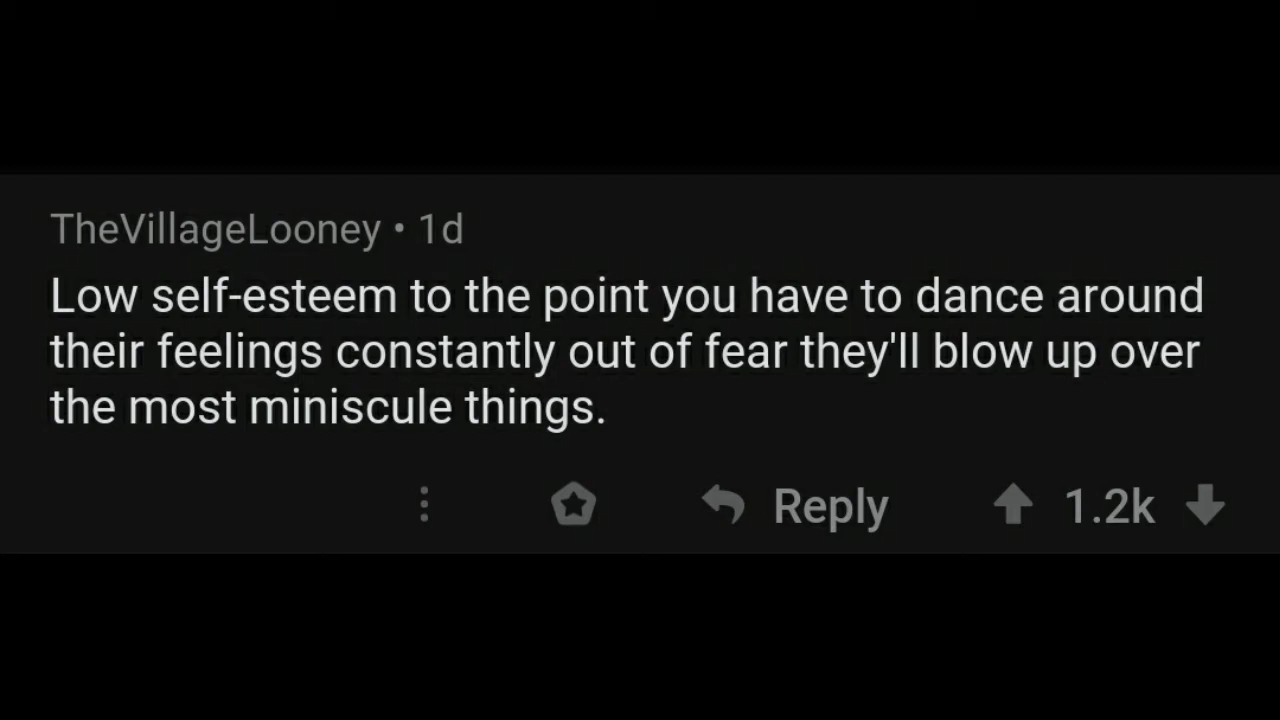 TheVillageLooney • 1d
Low self-esteem to the point you have to dance around
their feelings constantly out of fear they'll blow up over
the most miniscule things.
Reply 1.2k